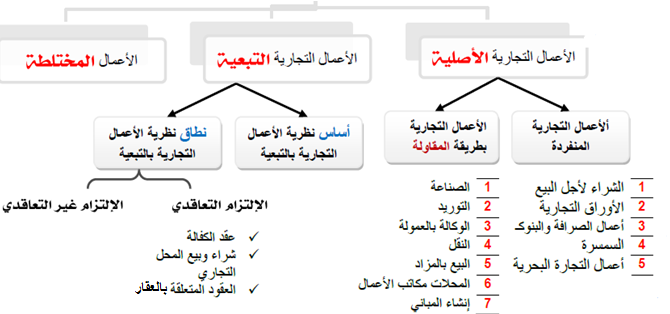 الأعمال التجارية الأصلية
الأعمال التجارية التبعية
الأعمال المختلطة
ألأعمال التجارية
المنفردة
الأعمال التجارية
بطريقة المقاولة
أساس نظرية الأعمال
التجارية بالتبعية
نطاق نظرية الأعمال
التجارية بالتبعية
1 الشراء لأجل البيع
2 الأوراق التجارية
3 أعمال الصرافة والبنوك
4 السمسرة
5 أعمال التجارة البحرية
1 الصناعة
2 التوريد
3 الوكالة بالعمولة
4 النقل
5 البيع بالمزاد
6 المحلات مكاتب الأعمال
7 إنشاء المباني
الإلتزام التعاقدي
الإلتزام غير التعاقدي
✓ عقد الكفالة
✓ شراء وبيع المحل
التجاري
✓ العقود المتعلقة بالعقار